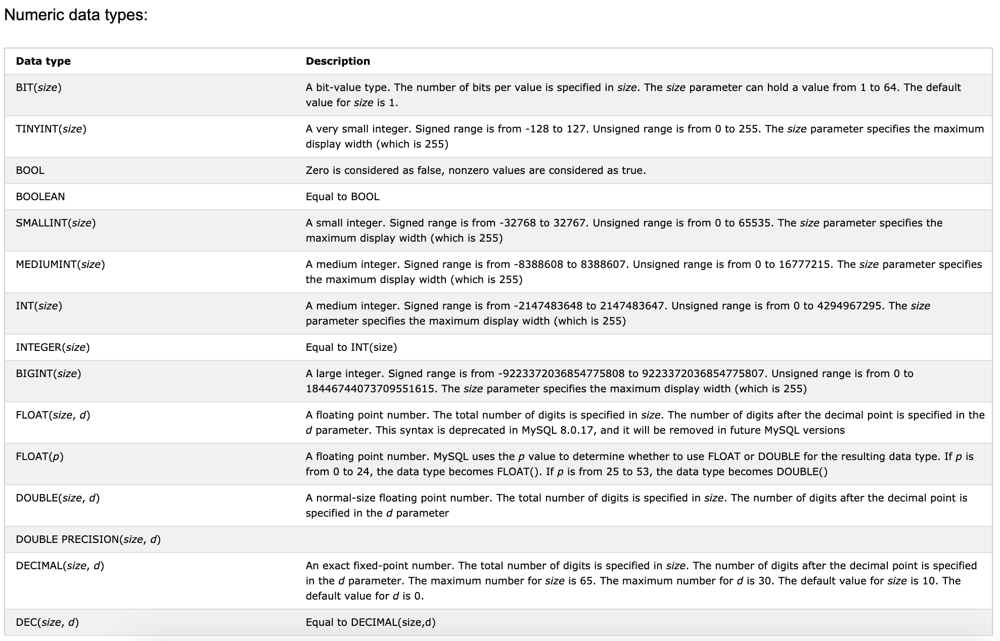 Numeric data types:
Data type Description
BIT(size) A bit-value type. The number of bits per value is specified in size. The size parameter can hold a value from 1 to 64. The default
value for size is 1.
TINYINT(size) A very small integer. Signed range is from -128 to 127. Unsigned range is from 0 to 255. The size parameter specifies the maximum
display width (which is 255)
BOOL Zero is considered as false, nonzero values are considered as true.
BOOLEAN Equal to BOOL
SMALLINT(size) A small integer. Signed range is from -32768 to 32767. Unsigned range is from 0 to 65535. The size parameter specifies the
maximum display width (which is 255)
MEDIUMINT(size) A medium integer. Signed range is from -8388608 to 8388607. Unsigned range is from 0 to 16777215. The size parameter specifies
the maximum display width (which is 255)
INT(size) A medium integer. Signed range is from -2147483648 to 2147483647. Unsigned range is from 0 to 4294967295. The size
parameter specifies the maximum display width (which is 255)
INTEGER(size) Equal to INT(size)
BIGINT(size) A large integer. Signed range is from -9223372036854775808 to 9223372036854775807. Unsigned range is from 0 to
18446744073709551615. The size parameter specifies the maximum display width (which is 255)
FLOAT(size, d) A floating point number. The total number of digits is specified in size. The number of digits after the decimal point is specified in the
d parameter. This syntax is deprecated in MySQL 8.0.17, and it will be removed in future MySQL versions
FLOAT(p) A floating point number. MySQL uses the p value to determine whether to use FLOAT or DOUBLE for the resulting data type. If p is
from 0 to 24, the data type becomes FLOAT(). If p is from 25 to 53, the data type becomes DOUBLE()
DOUBLE(size, d) A normal-size floating point number. The total number of digits is specified in size. The number of digits after the decimal point is
specified in the d parameter
DOUBLE PRECISION(size, d)
DECIMAL(size, d) An exact fixed-point number. The total number of digits is specified in size. The number of digits after the decimal point is specified
in the d parameter. The maximum number for size is 65. The maximum number for d is 30. The default value for size is 10. The
default value for d is 0.
DEC(size, d) Equal to DECIMAL(size,d)